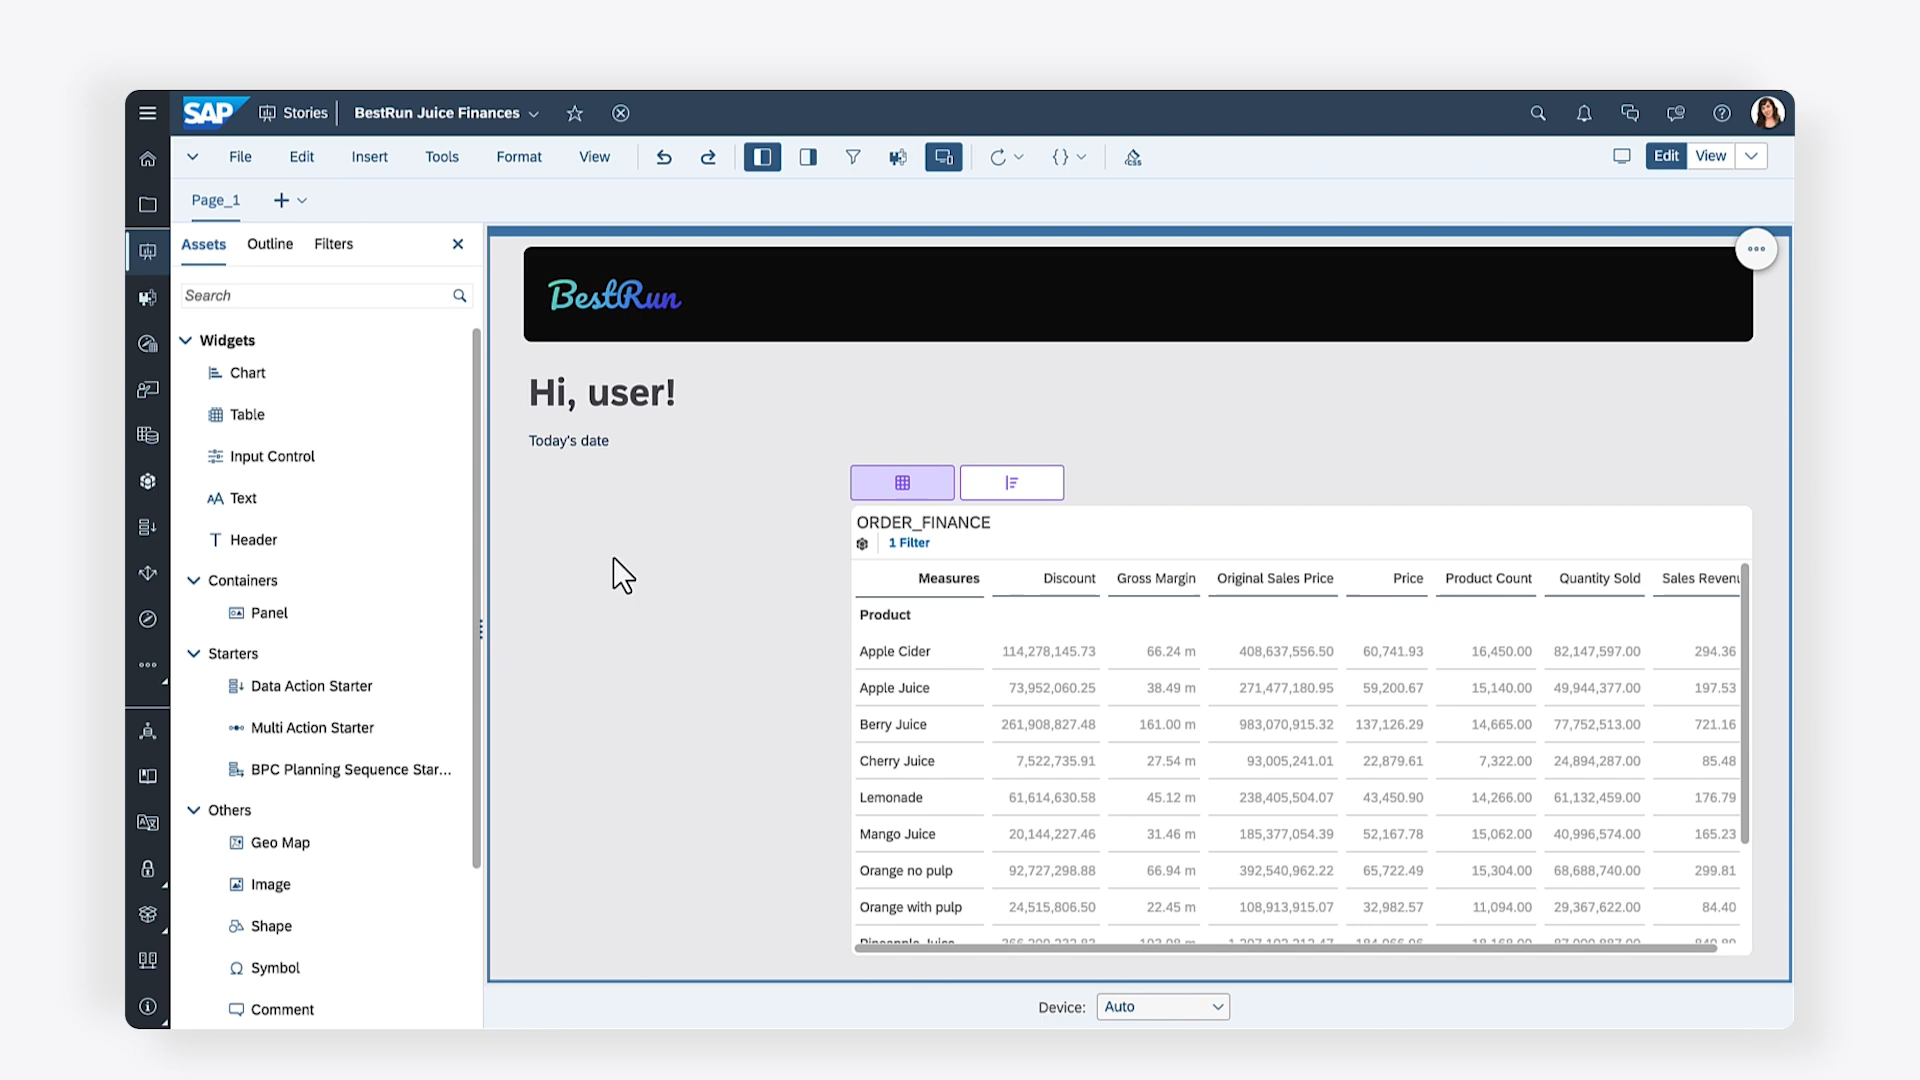 SAP Stories BestRun Juice Finances
File Edit Insert Tools Format View CSS Edit View
Page_1
Assets Outline Filters
Search
Widgets
Chart
Table
Input Control
Text
Header
Containers
Panel
Starters
Data Action Starter
Multi Action Starter
BPC Planning Sequence Star...
Others
Geo Map
Image
Shape
Symbol
Comment
BestRun
Hi, user!
Today's date
ORDER_FINANCE
1 Filter
Measures Discount Gross Margin Original Sales Price Price Product Count Quantity Sold Sales Revenu
Product
Apple Cider 114,278,145.73 66.24 m 408,637,556.50 60,741.93 16,450.00 82,147,597.00 294.36
Apple Juice 73,952,060.25 38.49 m 271,477,180.95 59,200.67 15,140.00 49,944,377.00 197.53
Berry Juice 261,908,827.48 161.00 m 983,070,915.32 137,126.29 14,665.00 77,752,513.00 721.16
Cherry Juice 7,522,735.91 27.54 m 93,005,241.01 22,879.61 7,322.00 24,894,287.00 85.48
Lemonade 61,614,630.58 45.12 m 238,405,504.07 43,450.90 14,266.00 61,132,459.00 176.79
Mango Juice 20,144,227.46 31.46 m 185,377,054.39 52,167.78 15,062.00 40,996,574.00 165.23
Orange no pulp 92,727,298.88 66.94 m 392,540,962.22 65,722.49 15,304.00 68,688,740.00 299.81
Orange with pulp 24,515,806.50 22.45 m 108,913,915.07 32,982.57 11,094.00 29,367,622.00 84.40
Pineapple Juice
Device: Auto